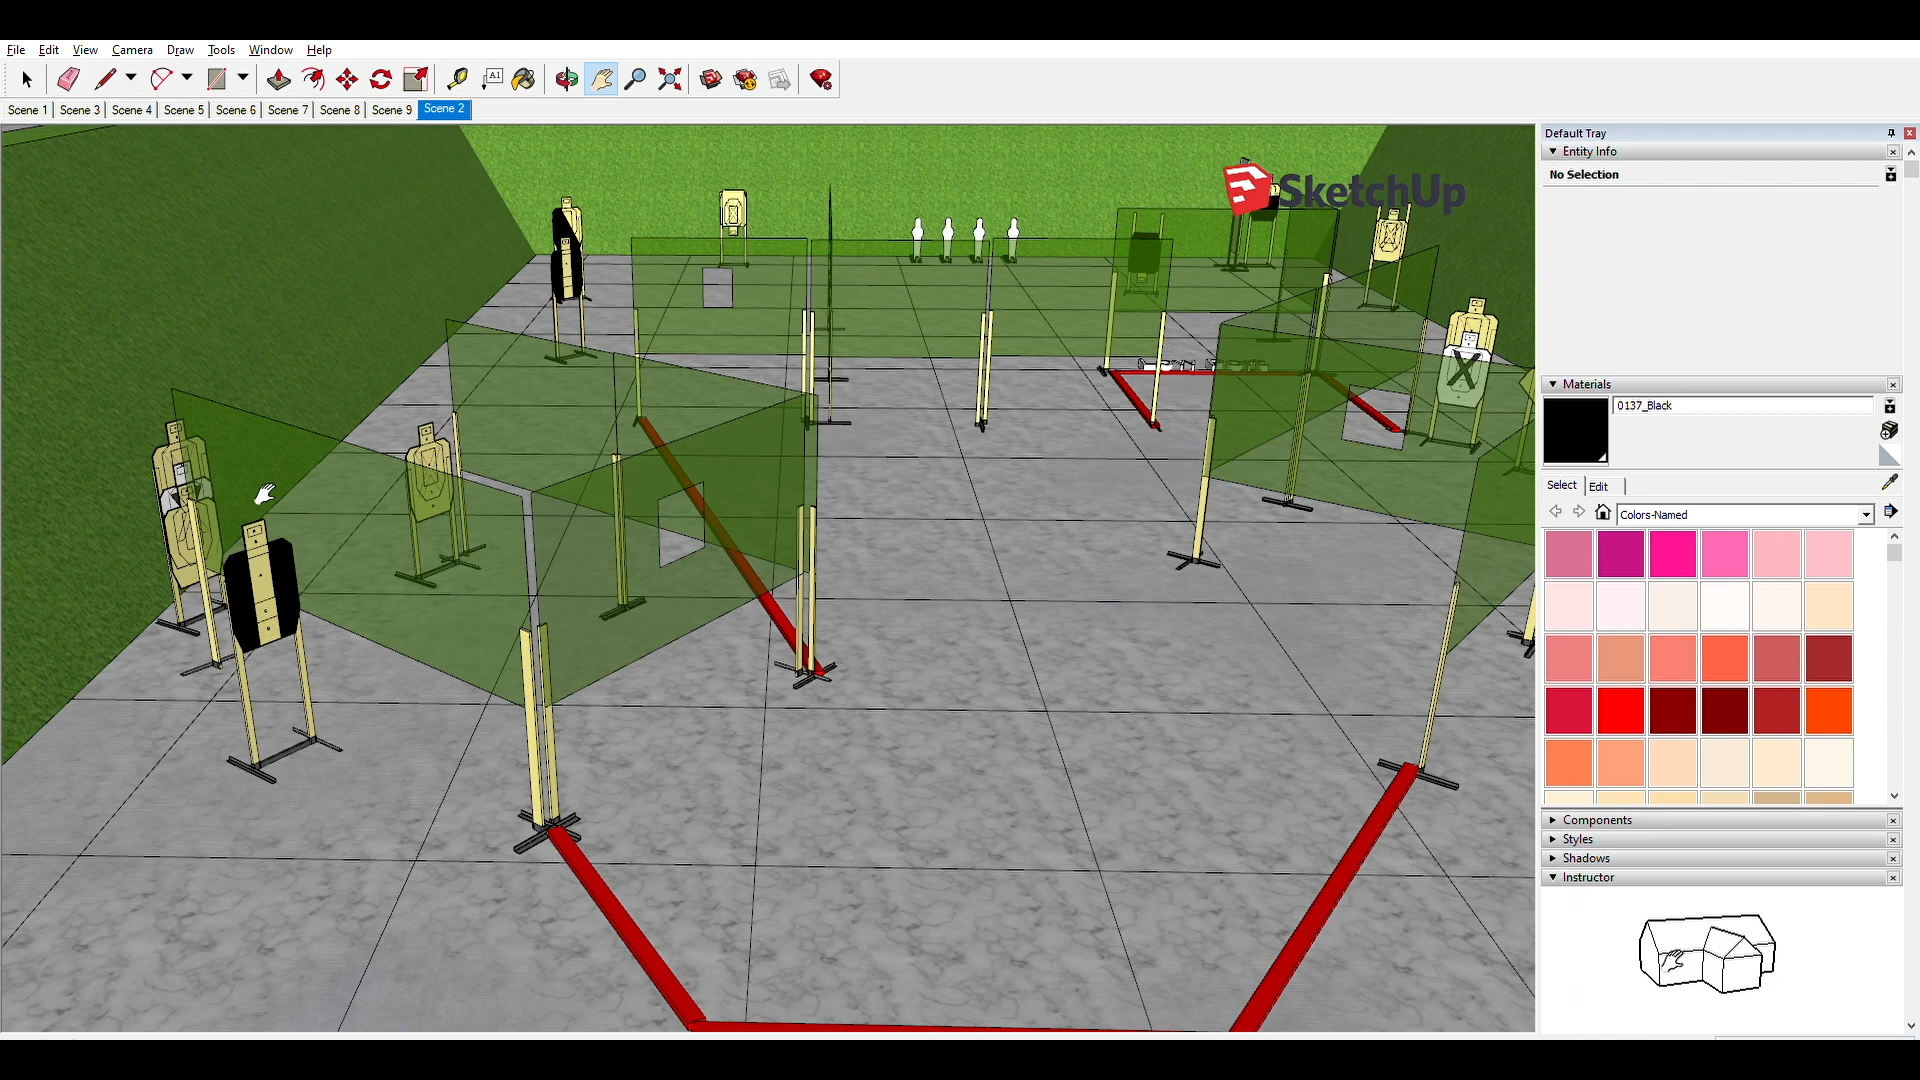 File Edit View Camera Draw Tools Window Help
A1
Scene 1 Scene 3 Scene 4 Scene 5 Scene 6 Scene 7 Scene 8 Scene 9 Scene 2
SketchUp
Default Tray
Entity Info
No Selection
Materials
0137_Black
Select Edit
Colors-Named
Components
Styles
Shadows
Instructor